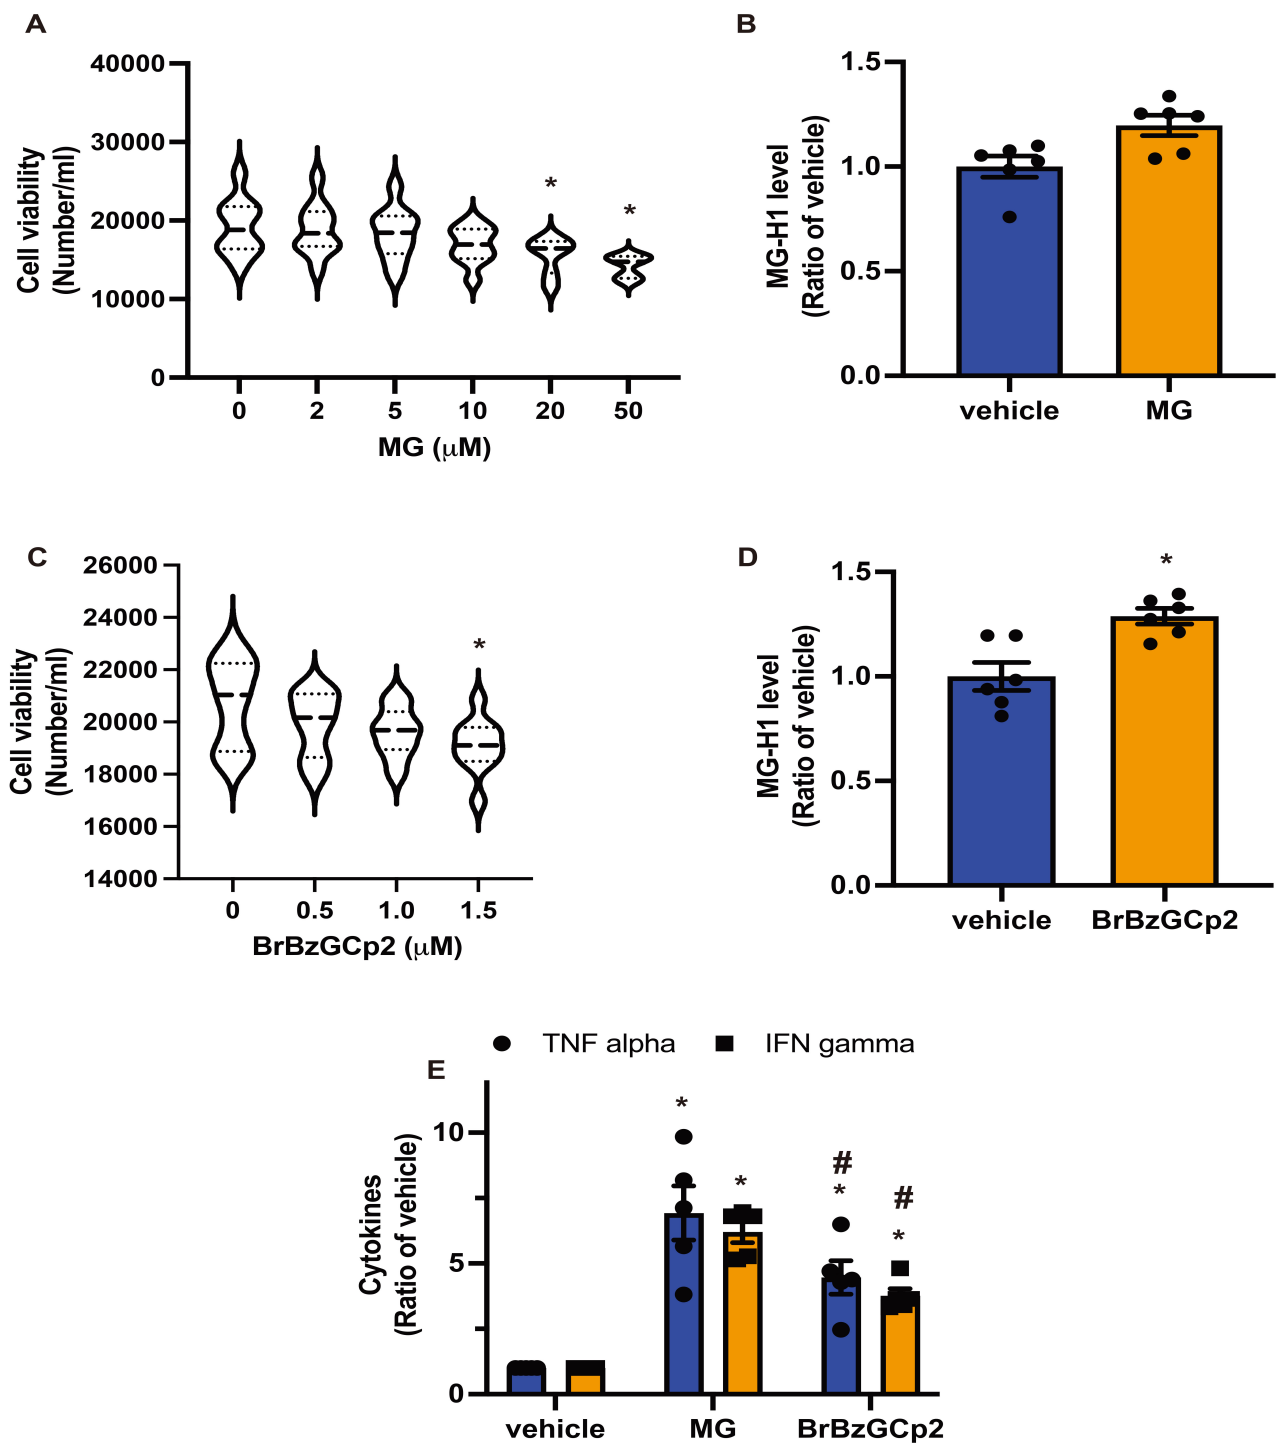 A
Cell viability
(Number/ml)
40000
30000
20000
10000
0
*
*
0 2 5 10 20 50
MG (μM)
B
MG-H1 level
(Ratio of vehicle)
1.5
1.0
0.5
0.0
vehicle MG
C
Cell viability
(Number/ml)
26000
24000
22000
20000
18000
16000
14000
*
0 0.5 1.0 1.5
BrBzGCp2 (μM)
D
MG-H1 level
(Ratio of vehicle)
1.5
1.0
0.5
0.0
*
vehicle BrBzGCp2
TNF alpha IFN gamma
E
Cytokines
(Ratio of vehicle)
10
5
0
*
*
#
*
#
*
vehicle MG BrBzGCp2